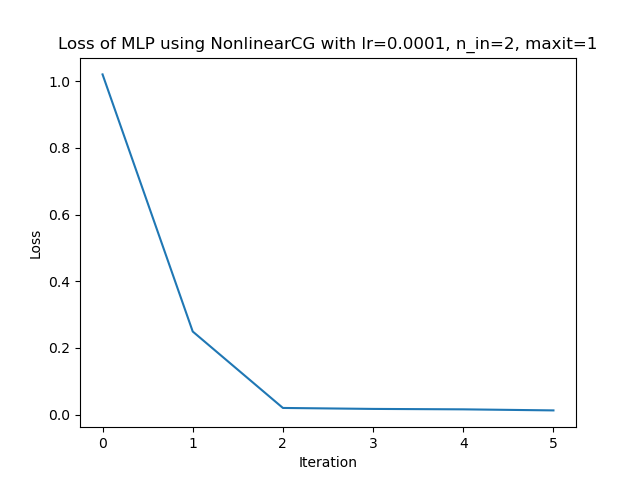 Loss of MLP using NonlinearCG with lr=0.0001, n_in=2, maxit=1
1.0
0.8
0.6
0.4
0.2
0.0
Loss
0 1 2 3 4 5
Iteration